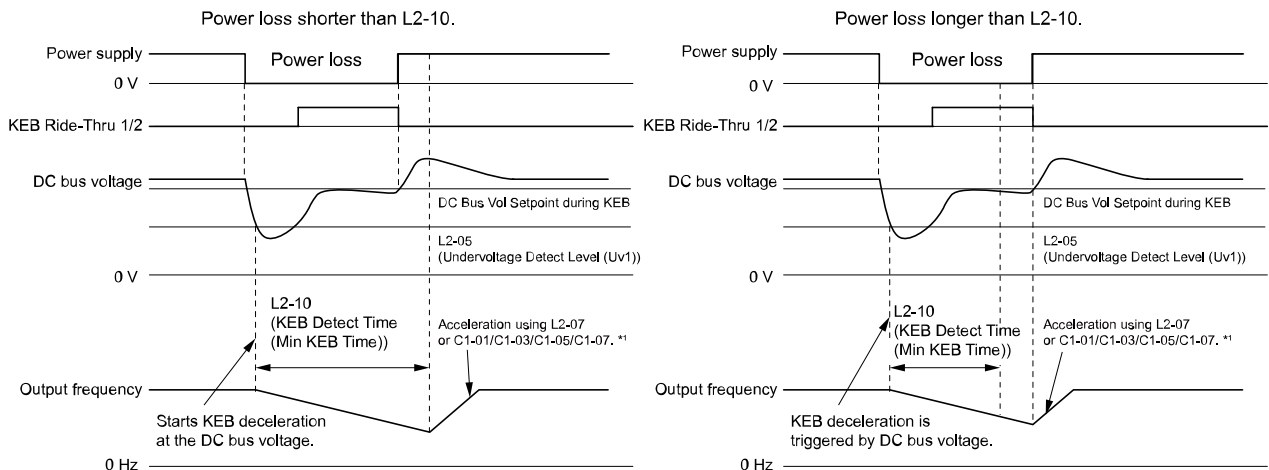 Power loss shorter than L2-10.
Power supply
Power loss
0 V
KEB Ride-Thru 1/2
DC bus voltage
DC Bus Vol Setpoint during KEB
L2-05
(Undervoltage Detect Level (Uv1))
0 V
L2-10
(KEB Detect Time
(Min KEB Time))
Acceleration using L2-07
or C1-01/C1-03/C1-05/C1-07. *1
Output frequency
Starts KEB deceleration
at the DC bus voltage.
0 Hz
Power loss longer than L2-10.
Power supply
Power loss
0 V
KEB Ride-Thru 1/2
DC bus voltage
DC Bus Vol Setpoint during KEB
L2-05
(Undervoltage Detect Level (Uv1))
0 V
L2-10
(KEB Detect Time
(Min KEB Time))
Acceleration using L2-07
or C1-01/C1-03/C1-05/C1-07. *1
Output frequency
KEB deceleration is
triggered by DC bus voltage.
0 Hz